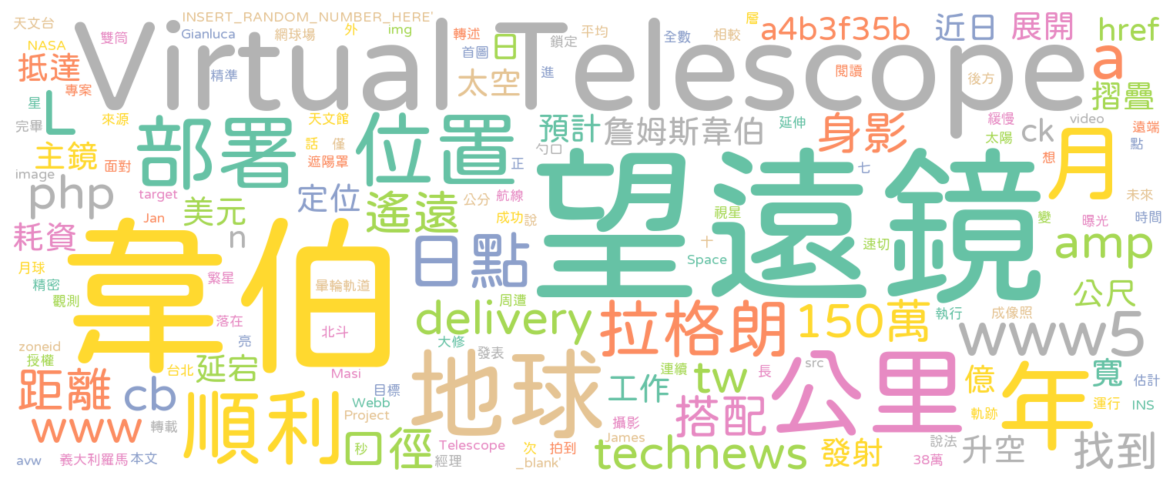 天文台 INSERT_RANDOM_NUMBER_HERE' 外 img 轉述 日 鎖定 平均 層 a4b3f35b 近日 展開 href
NASA 雙筒 Gianluca 網球場 首圖 全數 相較
抵達 精準 Virtual Telescope 太空 進 閱讀 後方 a 摺疊
專案 星 來源 完畢 L 天文館 延伸 緩慢 video 遠端
部署 位置 預計 詹姆斯韋伯 身影 ck 太陽 月 點
主鏡 面對 話 僅 遮陽罩 正 勺口 七 想
image php target 定位 航線 公分 望遠鏡 未來
Jan 美元 遙遠 成功 說 視星 變 曝光 時間
耗資 n 日點 十 速切 amp
韋伯 Space
月球 繁星 暈輪軌道 周遭 公尺
精密 觀測 落在 北斗 delivery 拉格朗 150萬 執行 成像照 www5
zoneid 亮 大修 發表
授權 延宕 台北 Masi 地球 連續 長 src 公里 年 寬 估計
距離 cb 順利 目標 工作 tw 億
Webb 搭配 軌跡 運行 INS
www 轉載 Project 攝影
口徑 秒 Telescope 次 拍到 James 說法 找到
avw 義大利羅馬 本文 經理 _blank' technews 發射 38萬 升空